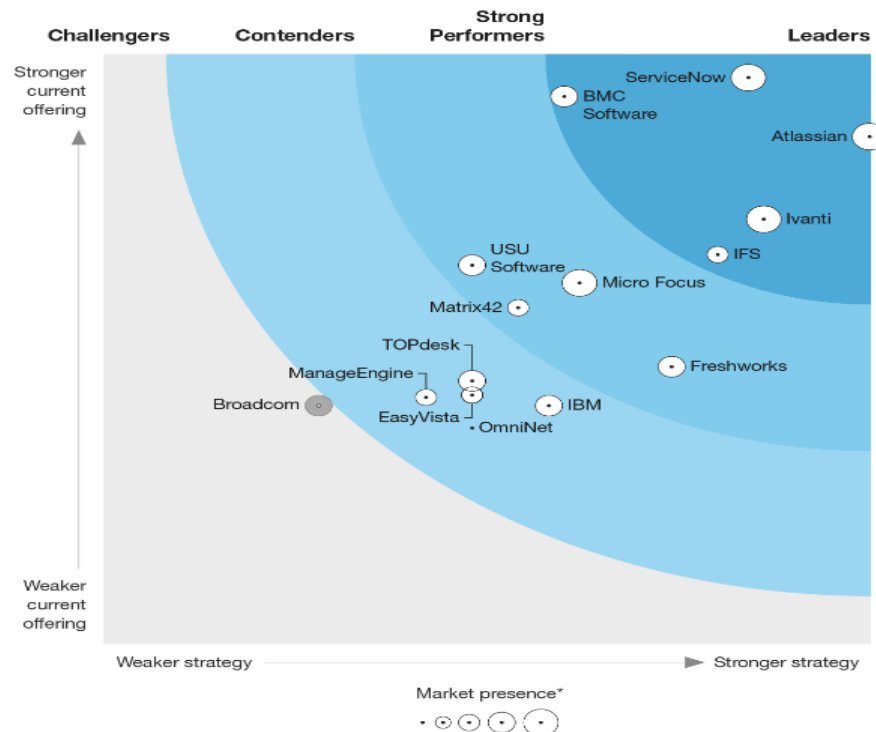 Challengers
Contenders
Strong
Performers
Leaders
Stronger
current
offering
ServiceNow
BMC
Software
Atlassian
Ivanti
IFS
USU
Software
Micro Focus
Matrix42
TOPdesk
Freshworks
ManageEngine
Broadcom
EasyVista
IBM
OmniNet
Weaker
current
offering
Weaker strategy
Stronger strategy
Market presence*